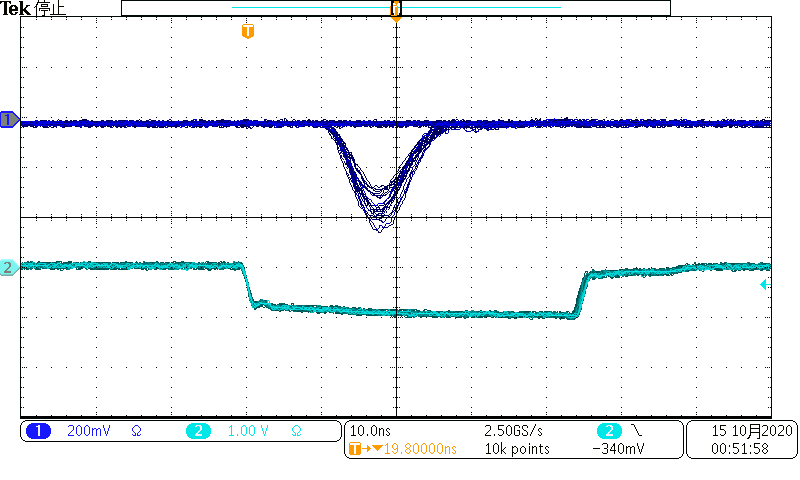 Tek 停止
T
T
1
2
1 200mV Ω 2 1.00 V Ω
10.0ns 2.50GS/s 2 -340mV
T→▼19.80000ns 10k points
15 10月2020
00:51:58